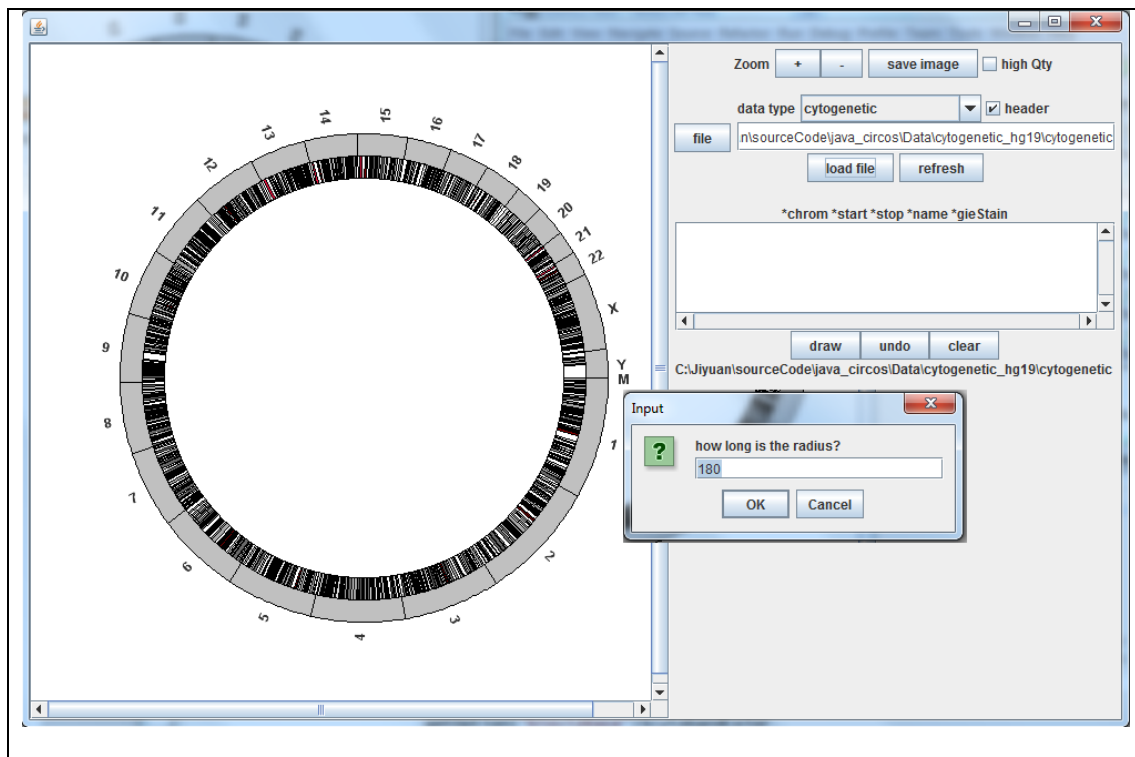 Zoom + - save image high Qty
data type cytogenetic header
file n\sourceCode\java_circos\Data\cytogenetic_hg19\cytogenetic
load file refresh
*chrom *start *stop *name *gieStain
draw undo clear
C:\Jiyuan\sourceCode\java_circos\Data\cytogenetic_hg19\cytogenetic
Input
how long is the radius?
180
OK Cancel
1
2
3
4
5
6
7
8
9
10
11
12
13
14
15
16
17
18
19
20
21
22
X
Y
M